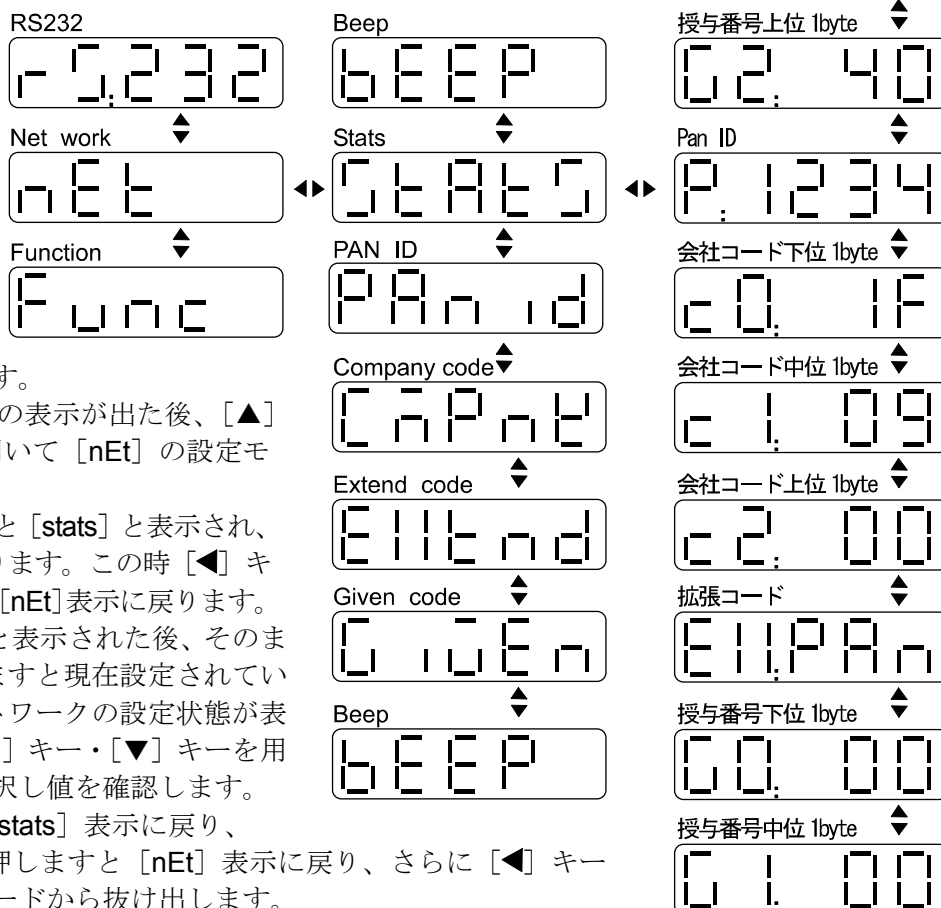 RS232
rS.232
Net work
nEt
Function
Func
Beep
bEEP
Stats
StAtS
PAN ID
PAn id
Company code
Extend code
Given code
GivEn
Beep
bEEP
授与番号上位 1byte
G2. 40
Pan ID
P.1234
会社コード下位 1byte
c0. 1F
会社コード中位 1byte
c1. 09
会社コード上位 1byte
c2. 00
拡張コード
授与番号下位 1byte
G0. 00
授与番号中位 1byte
G1. 00
す。
の表示が出た後、[▲]
いて [nEt] の設定モ
と [stats] と表示され、
ります。この時 [◀] キ
[nEt]表示に戻ります。
と表示された後、そのま
ますと現在設定されてい
トワークの設定状態が表
] キー・[▼] キーを用
択し値を確認します。
stats] 表示に戻り、
押しますと [nEt] 表示に戻り、さらに [◀] キー
ードから抜け出します。